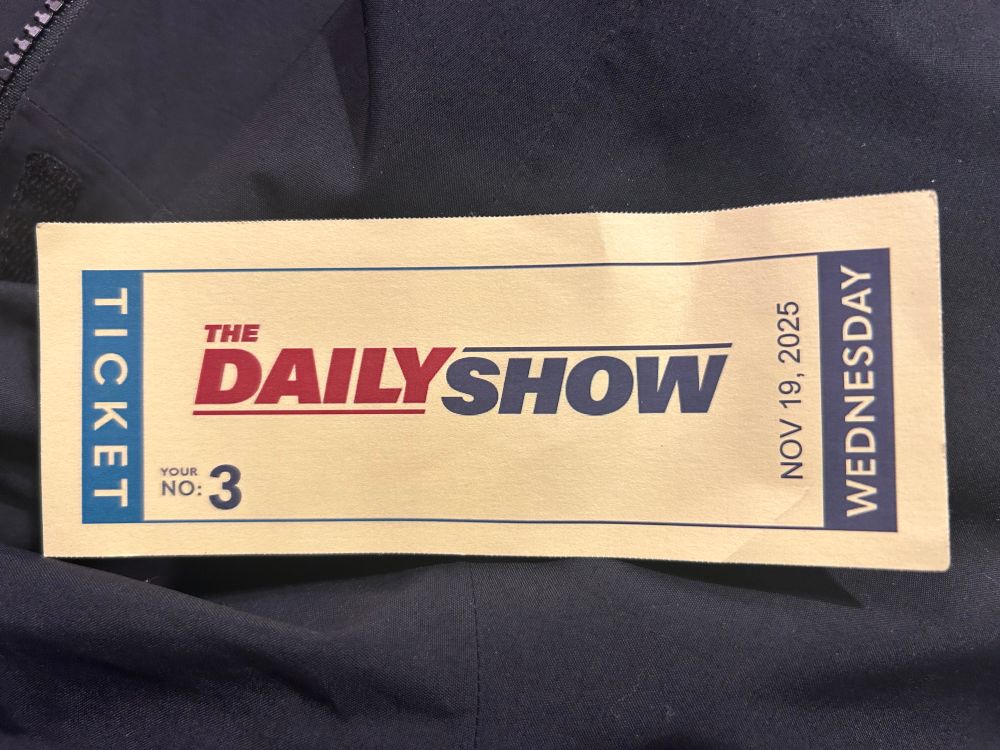 TICKET
THE
DAILY SHOW
YOUR
NO: 3
NOV 19, 2025
WEDNESDAY